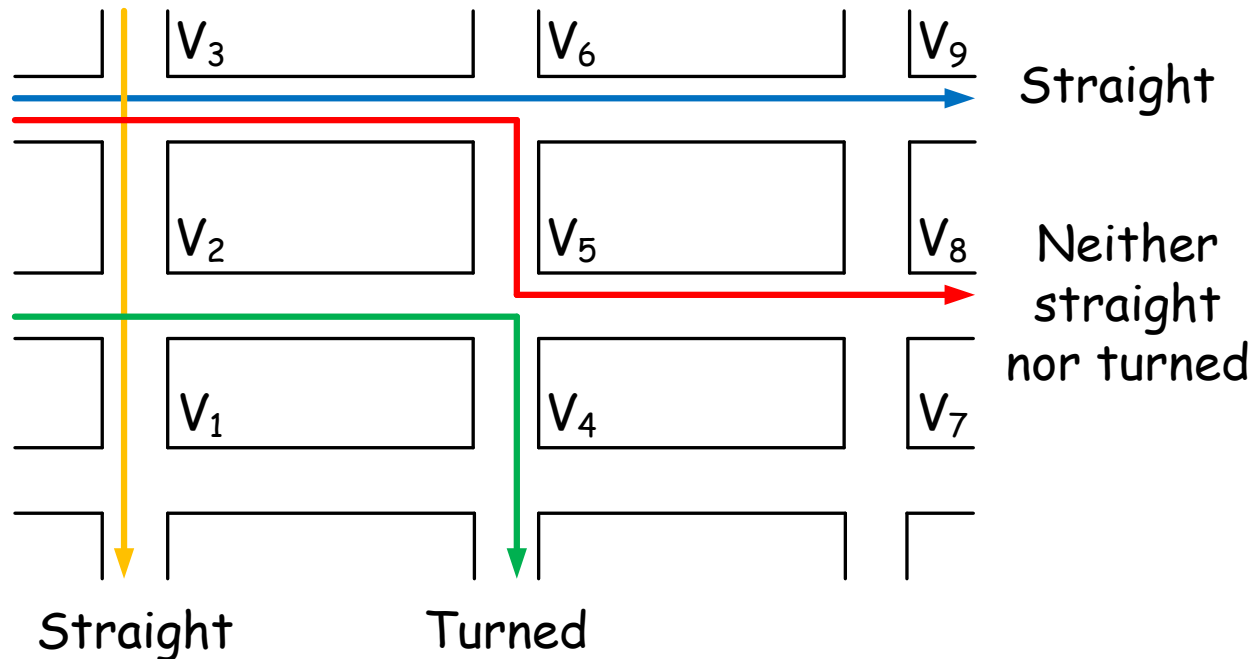 V₃ V₆ V₉
Straight
V₂ V₅ V₈
Neither
straight
nor turned
V₁ V₄ V₇
Straight Turned